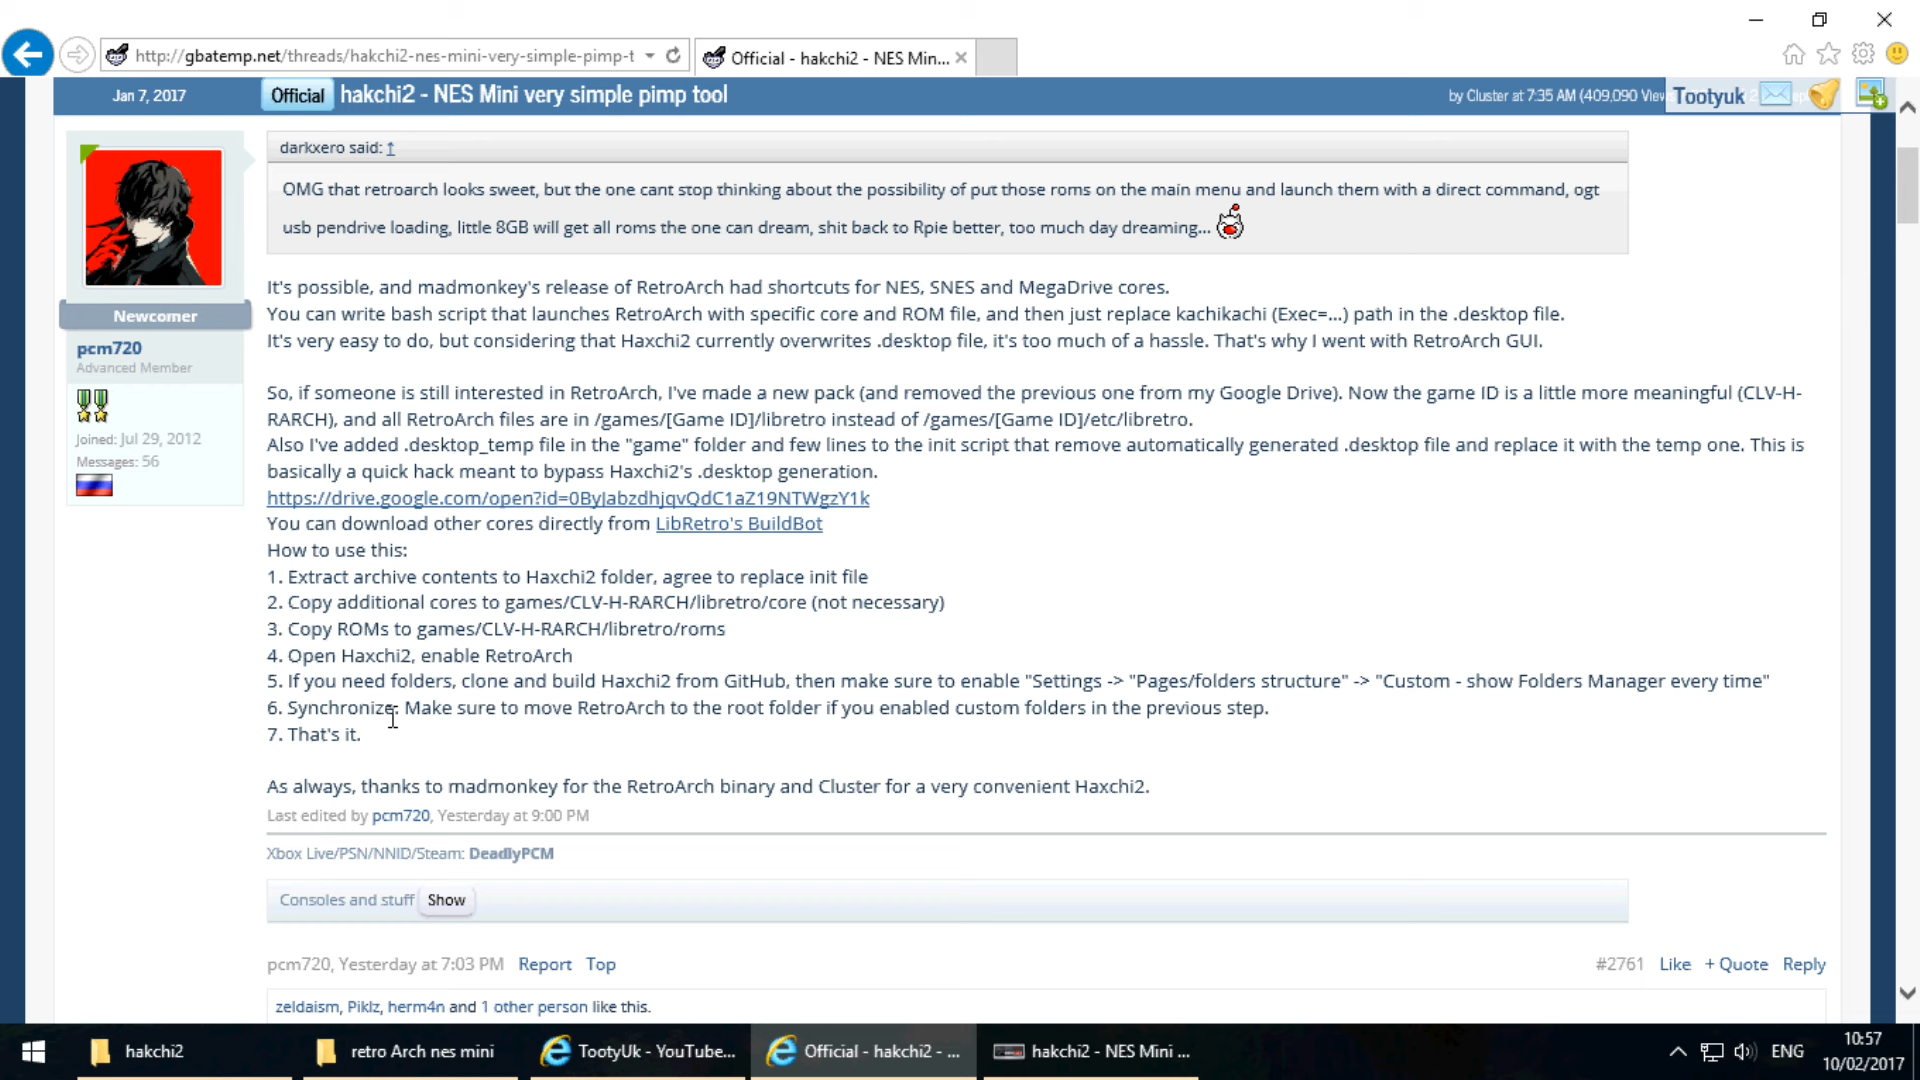 http://gbatemp.net/threads/hakchi2-nes-mini-very-simple-pimp-t
Official - hakchi2 - NES Min...
Jan 7, 2017
Official hakchi2 - NES Mini very simple pimp tool
by Cluster at 7:35 AM (409,090 View
Tootyuk
darkxero said: ↑
OMG that retroarch looks sweet, but the one cant stop thinking about the possibility of put those roms on the main menu and launch them with a direct command, ogt
usb pendrive loading, little 8GB will get all roms the one can dream, shit back to Rpie better, too much day dreaming...
Newcomer
pcm720
Advanced Member
Joined: Jul 29, 2012
Messages: 56
It's possible, and madmonkey's release of RetroArch had shortcuts for NES, SNES and MegaDrive cores.
You can write bash script that launches RetroArch with specific core and ROM file, and then just replace kachikachi (Exec=...) path in the .desktop file.
It's very easy to do, but considering that Haxchi2 currently overwrites .desktop file, it's too much of a hassle. That's why I went with RetroArch GUI.
So, if someone is still interested in RetroArch, I've made a new pack (and removed the previous one from my Google Drive). Now the game ID is a little more meaningful (CLV-H-
RARCH), and all RetroArch files are in /games/[Game ID]/libretro instead of /games/[Game ID]/etc/libretro.
Also I've added .desktop_temp file in the "game" folder and few lines to the init script that remove automatically generated .desktop file and replace it with the temp one. This is
basically a quick hack meant to bypass Haxchi2's .desktop generation.
https://drive.google.com/open?id=0ByJabzdhjqvQdC1aZ19NTWgzY1k
You can download other cores directly from LibRetro's BuildBot
How to use this:
1. Extract archive contents to Haxchi2 folder, agree to replace init file
2. Copy additional cores to games/CLV-H-RARCH/libretro/core (not necessary)
3. Copy ROMs to games/CLV-H-RARCH/libretro/roms
4. Open Haxchi2, enable RetroArch
5. If you need folders, clone and build Haxchi2 from GitHub, then make sure to enable "Settings -> "Pages/folders structure" -> "Custom - show Folders Manager every time"
6. Synchronize. Make sure to move RetroArch to the root folder if you enabled custom folders in the previous step.
7. That's it.
As always, thanks to madmonkey for the RetroArch binary and Cluster for a very convenient Haxchi2.
Last edited by pcm720, Yesterday at 9:00 PM
Xbox Live/PSN/NNID/Steam: DeadlyPCM
Consoles and stuff Show
pcm720, Yesterday at 7:03 PM Report Top
#2761 Like + Quote Reply
zeldaism, Piklz, herm4n and 1 other person like this.
hakchi2
retro Arch nes mini
TootyUk - YouTube...
Official - hakchi2 - ...
hakchi2 - NES Mini ...
ENG
10:57
10/02/2017